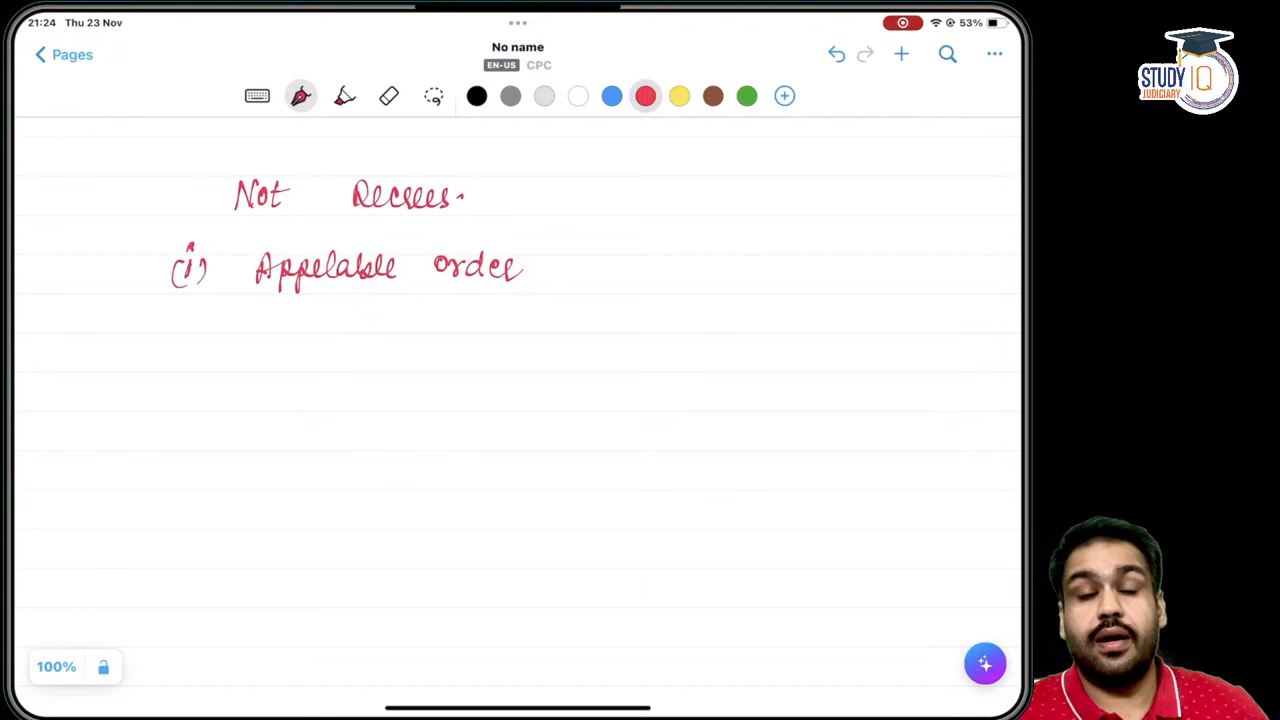 21:24 Thu 23 Nov
53%
Pages
No name
EN-US CPC
STUDY IQ
JUDICIARY
Not Decrees.
(i) Appelable order
100%